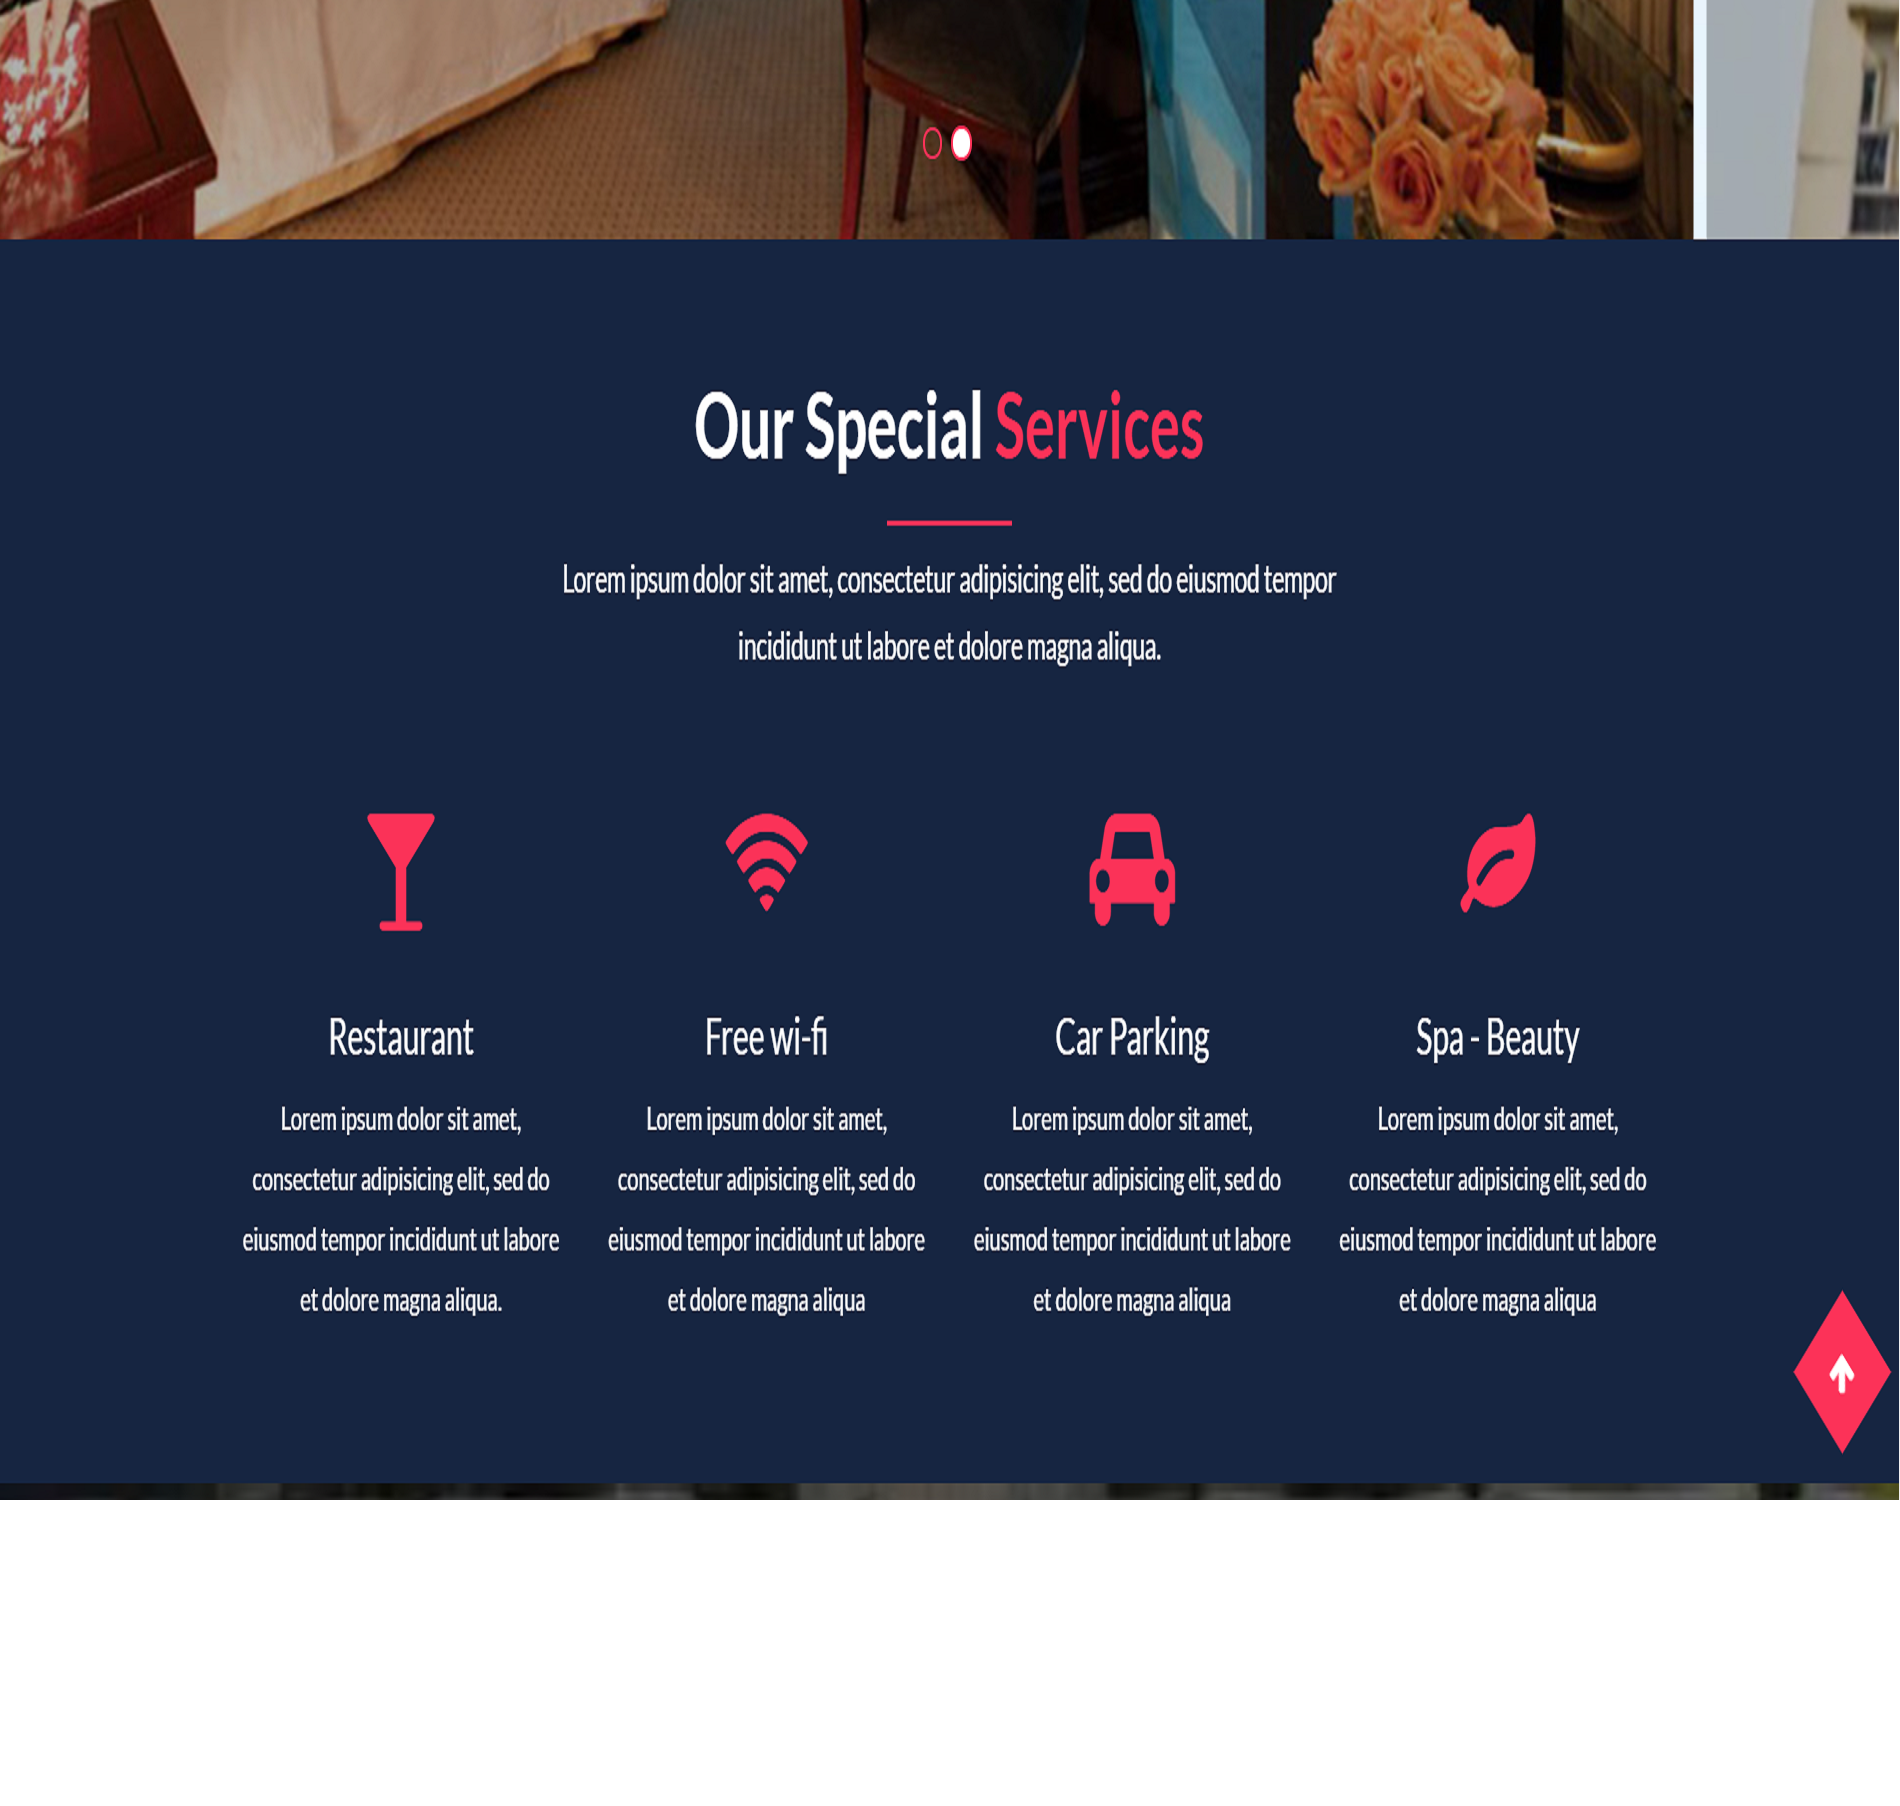 Our Special Services
Lorem ipsum dolor sit amet, consectetur adipisicing elit, sed do eiusmod tempor
incididunt ut labore et dolore magna aliqua.
Restaurant
Lorem ipsum dolor sit amet,
consectetur adipisicing elit, sed do
eiusmod tempor incididunt ut labore
et dolore magna aliqua.
Free wi-fi
Lorem ipsum dolor sit amet,
consectetur adipisicing elit, sed do
eiusmod tempor incididunt ut labore
et dolore magna aliqua
Car Parking
Lorem ipsum dolor sit amet,
consectetur adipisicing elit, sed do
eiusmod tempor incididunt ut labore
et dolore magna aliqua
Spa - Beauty
Lorem ipsum dolor sit amet,
consectetur adipisicing elit, sed do
eiusmod tempor incididunt ut labore
et dolore magna aliqua